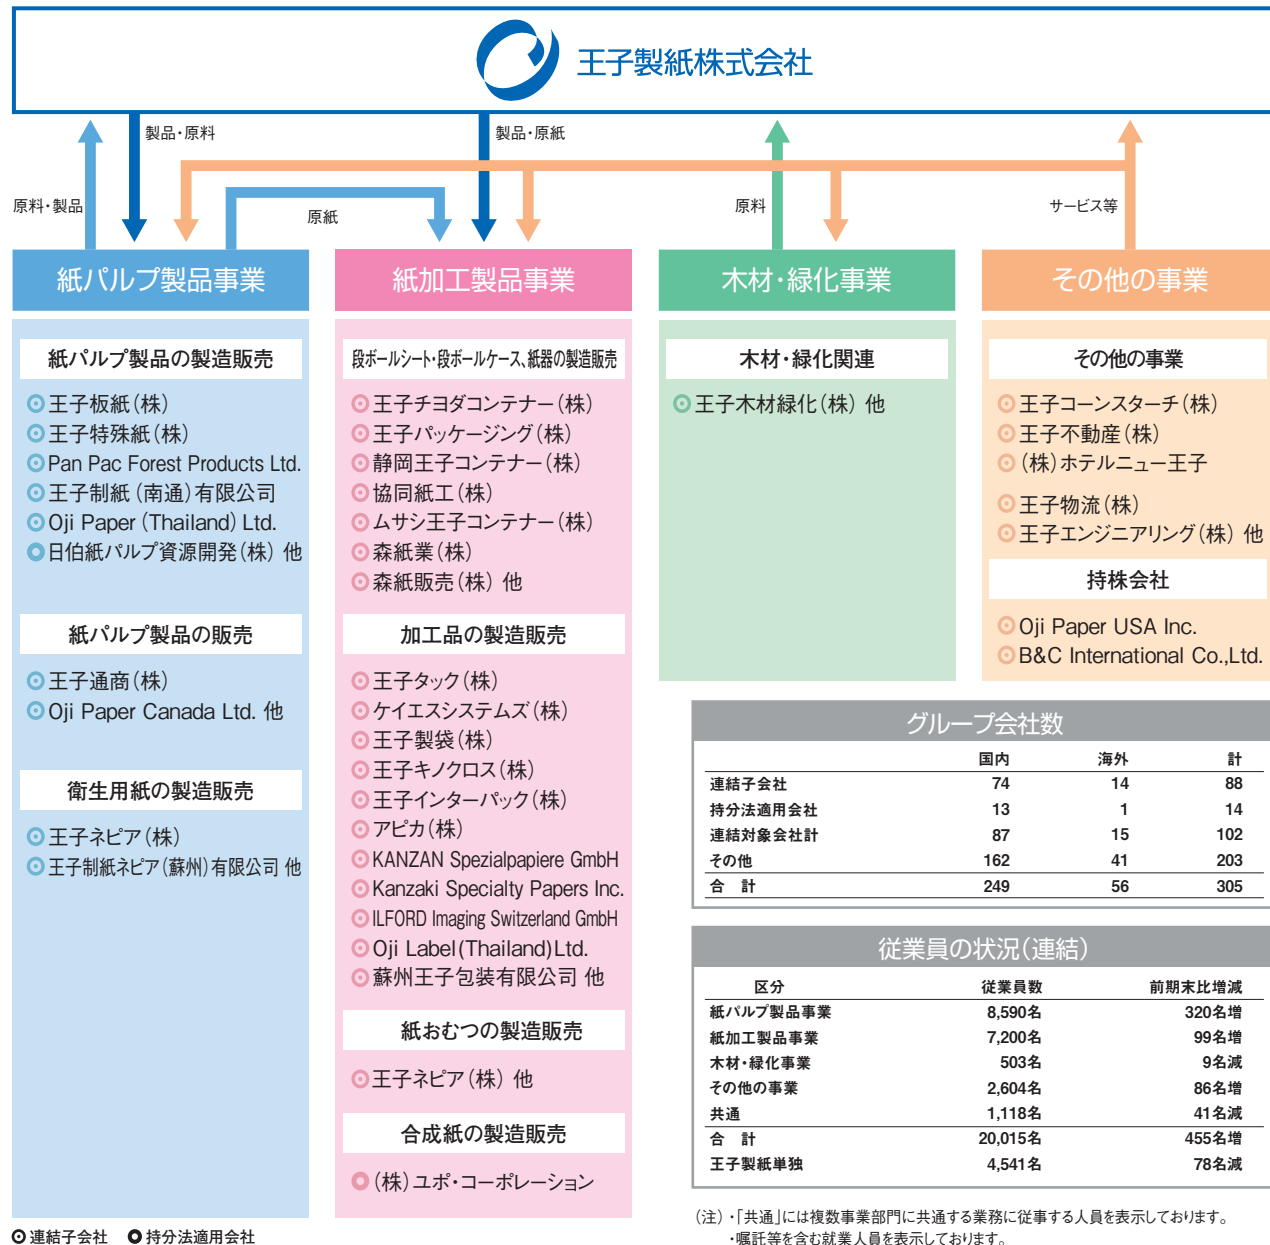 王子製紙株式会社
製品・原料
製品・原紙
原料・製品
原紙
原料
サービス等
紙パルプ製品事業
紙パルプ製品の製造販売
王子板紙(株)
王子特殊紙(株)
Pan Pac Forest Products Ltd.
王子制紙(南通)有限公司
Oji Paper (Thailand) Ltd.
日伯紙パルプ資源開発(株) 他
紙パルプ製品の販売
王子通商(株)
Oji Paper Canada Ltd. 他
衛生用紙の製造販売
王子ネピア(株)
王子制紙ネピア(蘇州)有限公司 他
紙加工製品事業
段ボールシート・段ボールケース、紙器の製造販売
王子チヨダコンテナー(株)
王子パッケージング(株)
静岡王子コンテナー(株)
協同紙工(株)
ムサシ王子コンテナー(株)
森紙業(株)
森紙販売(株) 他
加工品の製造販売
王子タック(株)
ケイエスシステムズ(株)
王子製袋(株)
王子キノクロス(株)
王子インターパック(株)
アピカ(株)
KANZAN Spezialpapiere GmbH
Kanzaki Specialty Papers Inc.
ILFORD Imaging Switzerland GmbH
Oji Label(Thailand)Ltd.
蘇州王子包装有限公司 他
紙おむつの製造販売
王子ネピア(株) 他
合成紙の製造販売
(株)ユポ・コーポレーション
木材・緑化事業
木材・緑化関連
王子木材緑化(株) 他
その他の事業
その他の事業
王子コーンスターチ(株)
王子不動産(株)
(株)ホテルニュー王子
王子物流(株)
王子エンジニアリング(株) 他
持株会社
Oji Paper USA Inc.
B&C International Co.,Ltd.
グループ会社数
国内 海外 計
連結子会社 74 14 88
持分法適用会社 13 1 14
連結対象会社計 87 15 102
その他 162 41 203
合 計 249 56 305
従業員の状況(連結)
区分 従業員数 前期末比増減
紙パルプ製品事業 8,590名 320名増
紙加工製品事業 7,200名 99名増
木材・緑化事業 503名 9名減
その他の事業 2,604名 86名増
共通 1,118名 41名減
合 計 20,015名 455名増
王子製紙単独 4,541名 78名減
(注)・「共通」には複数事業部門に共通する業務に従事する人員を表示しております。
・嘱託等を含む就業人員を表示しております。
連結子会社 持分法適用会社